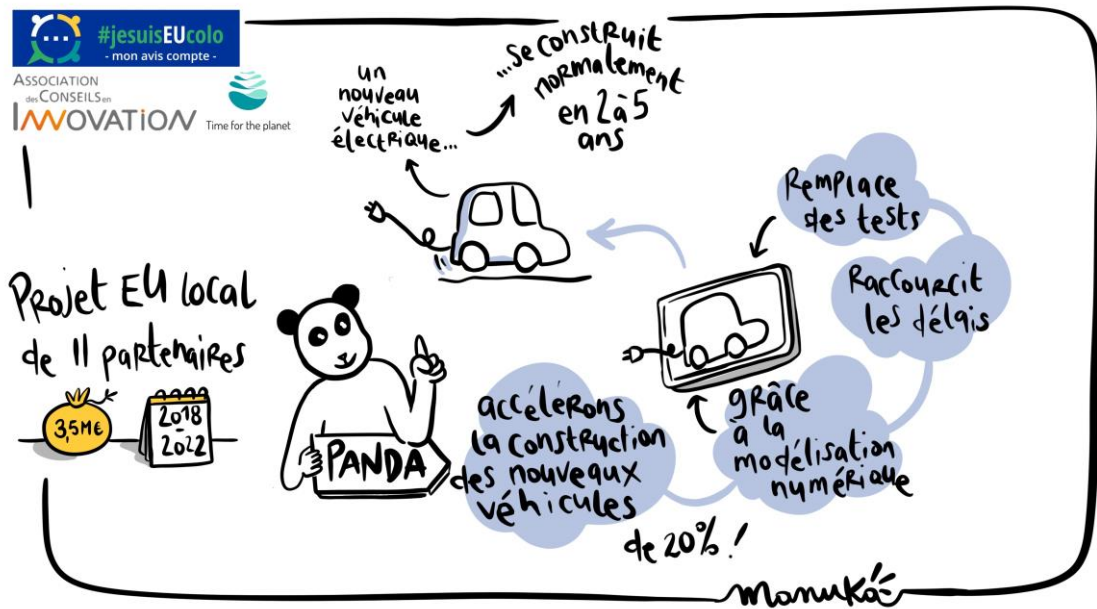 #jesuisEUcolo
- mon avis compte -
ASSOCIATION
des CONSEILS en
INNOVATION
Time for the planet
un
nouveau
véhicule
électrique...
...se construit
normalement
en 2 à 5
ans
Projet EU local
de 11 partenaires
3,5M€
2018
-
2022
PANDA
accélérons
la construction
des nouveaux
véhicules
de 20% !
grâce
à la
modélisation
numérique
Raccourcit
les délais
Remplace
des tests
manuka